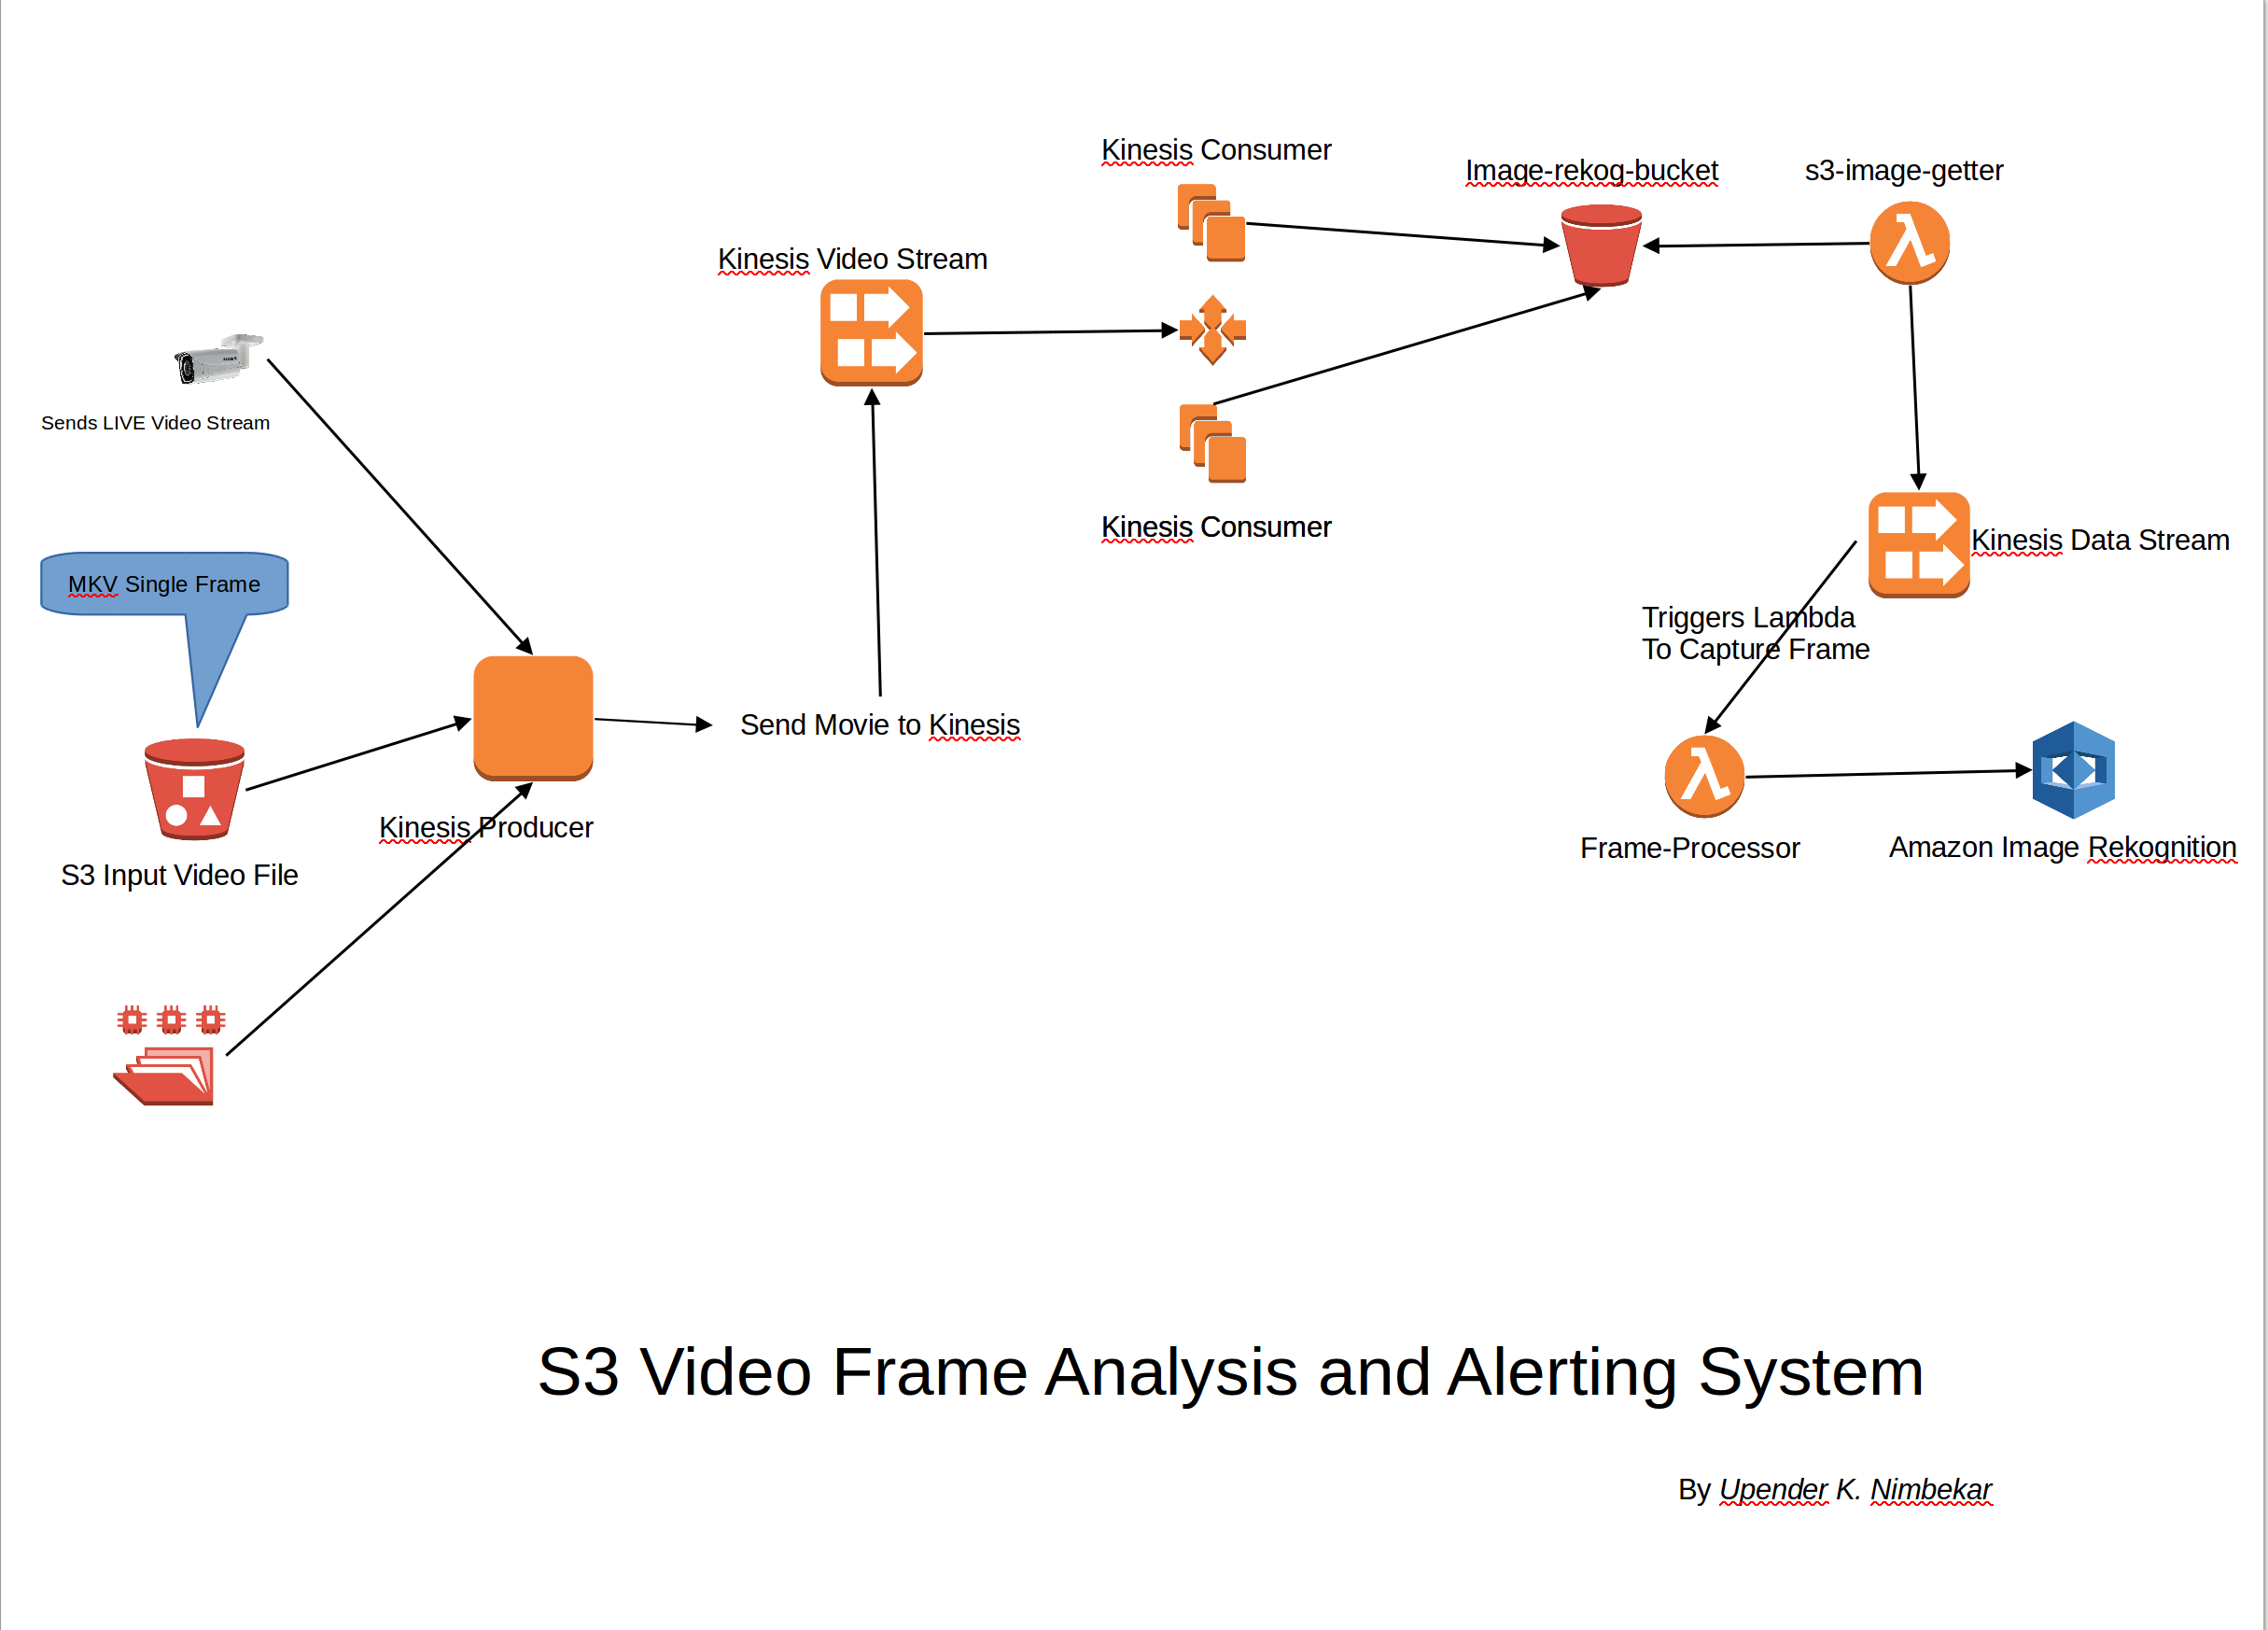 Kinesis Consumer
Image-rekog-bucket
s3-image-getter
Kinesis Video Stream
Sends LIVE Video Stream
Kinesis Consumer
Kinesis Data Stream
MKV Single Frame
Triggers Lambda
To Capture Frame
Send Movie to Kinesis
Kinesis Producer
S3 Input Video File
Frame-Processor
Amazon Image Rekognition
S3 Video Frame Analysis and Alerting System
By Upender K. Nimbekar